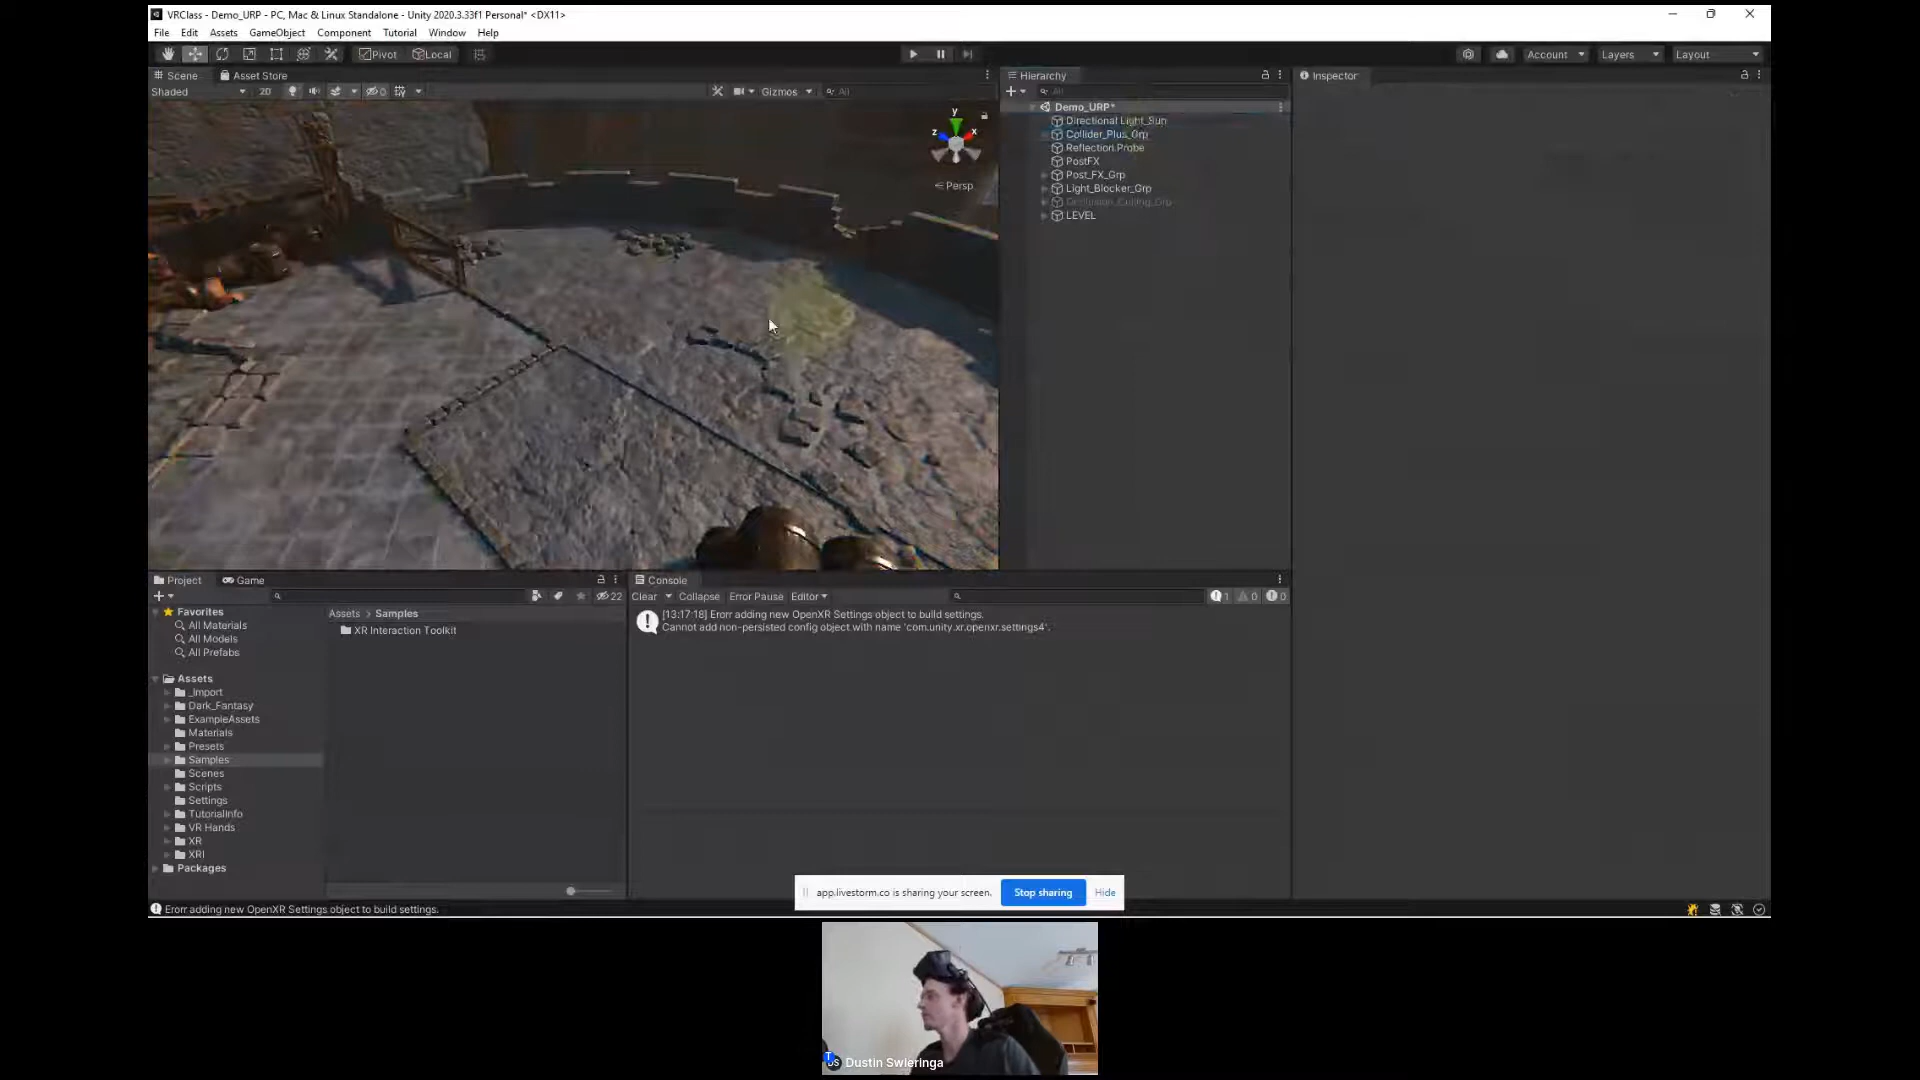 VRClass - Demo_URP - PC, Mac & Linux Standalone - Unity 2020.3.33f1 Personal* <DX11>
File Edit Assets GameObject Component Tutorial Window Help
Pivot Local Account Layers Layout
Scene Asset Store
Shaded 2D 0 Gizmos All
y
z x
Persp
Hierarchy
All
Demo_URP*
Directional Light_Sun
Collider_Plus_Grp
Reflection Probe
PostFX
Post_FX_Grp
Light_Blocker_Grp
Occlusion_Culling_Grp
LEVEL
Inspector
Project Game
22
Favorites
All Materials
All Models
All Prefabs
Assets
_Import
Dark_Fantasy
ExampleAssets
Materials
Presets
Samples
Scenes
Scripts
Settings
TutorialInfo
VR Hands
XR
XRI
Packages
Assets > Samples
XR Interaction Toolkit
Console
Clear Collapse Error Pause Editor 1 0 0
[13:17:18] Erorr adding new OpenXR Settings object to build settings.
Cannot add non-persisted config object with name 'com.unity.xr.openxr.settings4'.
app.livestorm.co is sharing your screen. Stop sharing Hide
Erorr adding new OpenXR Settings object to build settings.
T DS Dustin Swieringa